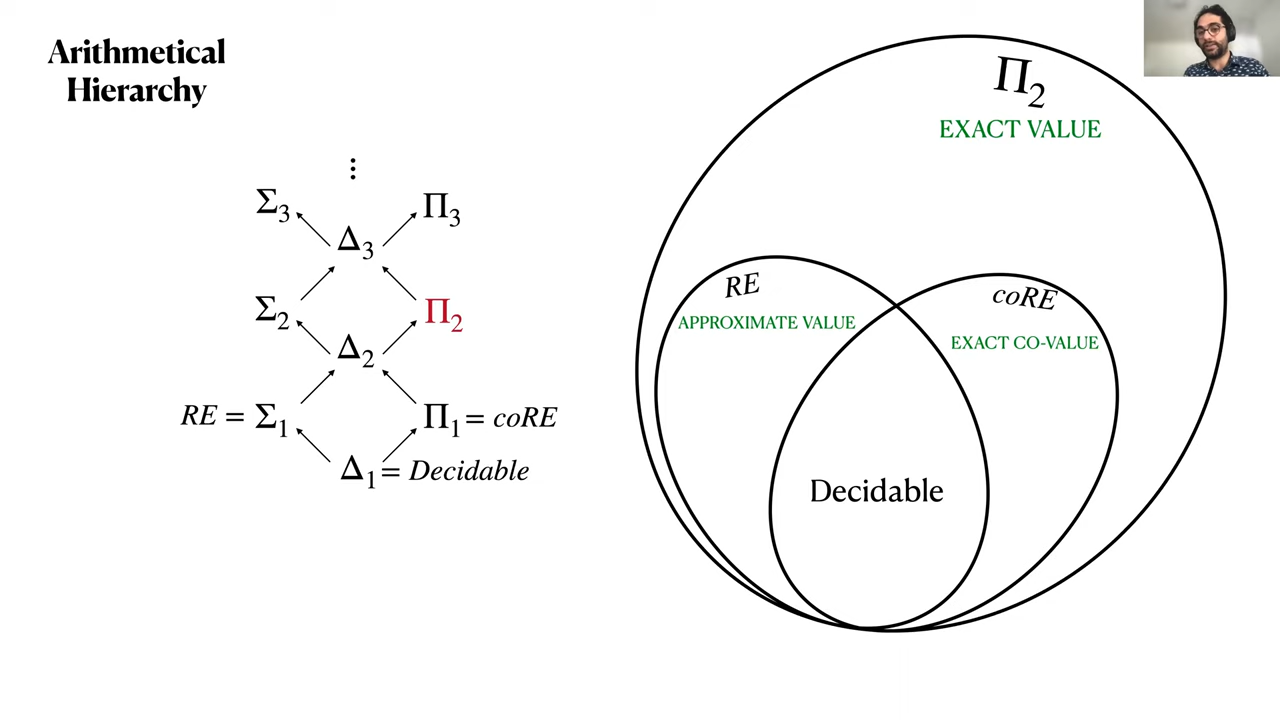 Arithmetical
Hierarchy
⋮
Σ₃ Π₃
Δ₃
Σ₂ Π₂
Δ₂
RE = Σ₁ Π₁ = coRE
Δ₁ = Decidable
Π₂
EXACT VALUE
RE
APPROXIMATE VALUE
coRE
EXACT CO-VALUE
Decidable